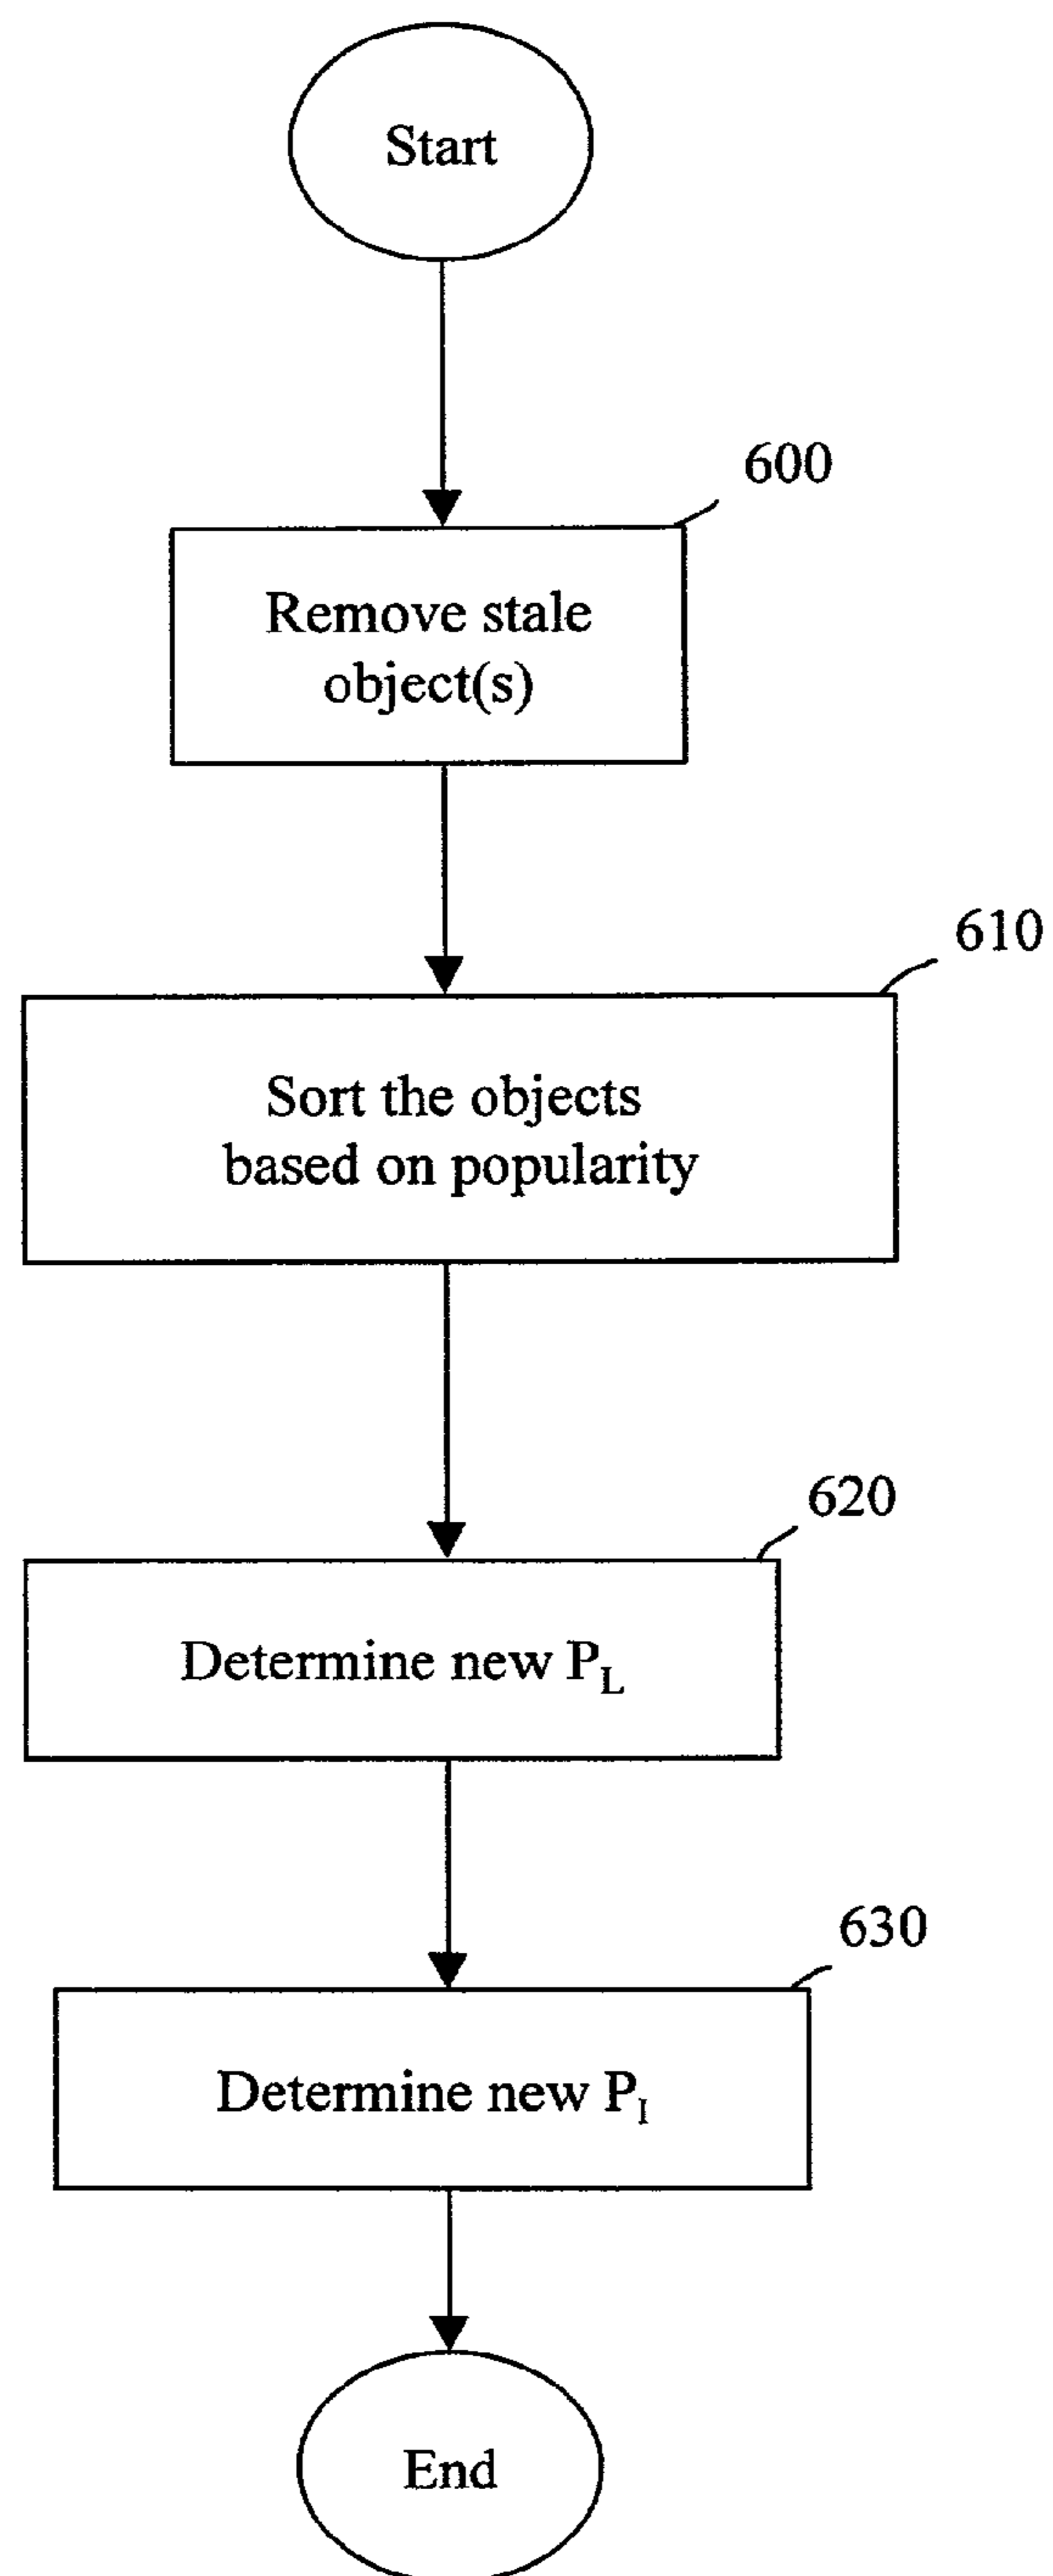 Start
600
Remove stale
object(s)
610
Sort the objects
based on popularity
620
Determine new P_L
630
Determine new P_I
End